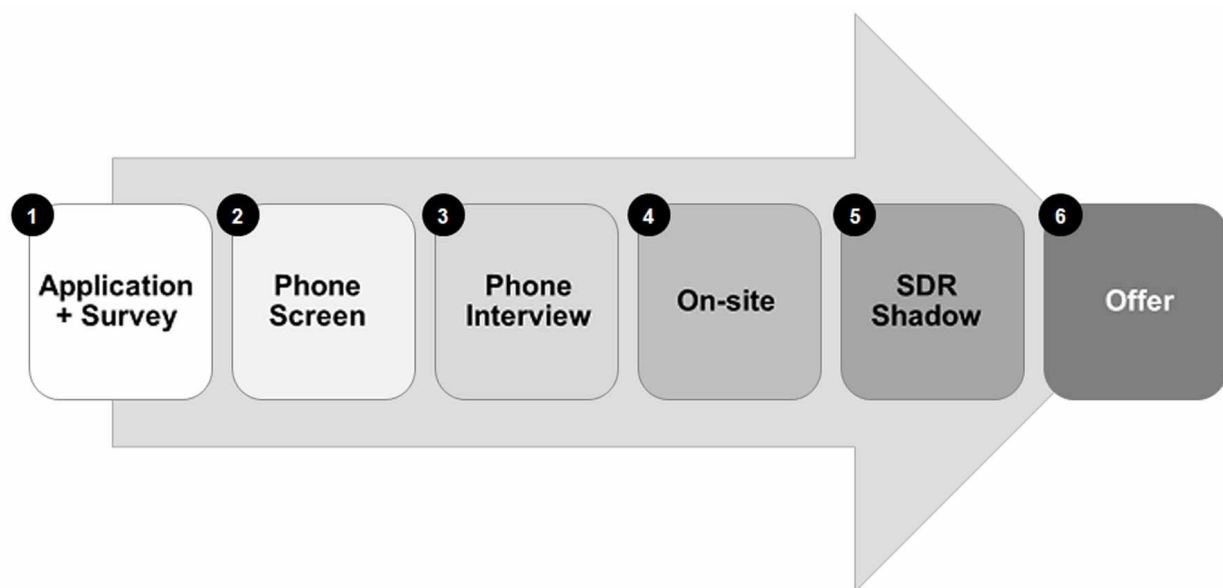 1
Application
+ Survey
2
Phone
Screen
3
Phone
Interview
4
On-site
5
SDR
Shadow
6
Offer